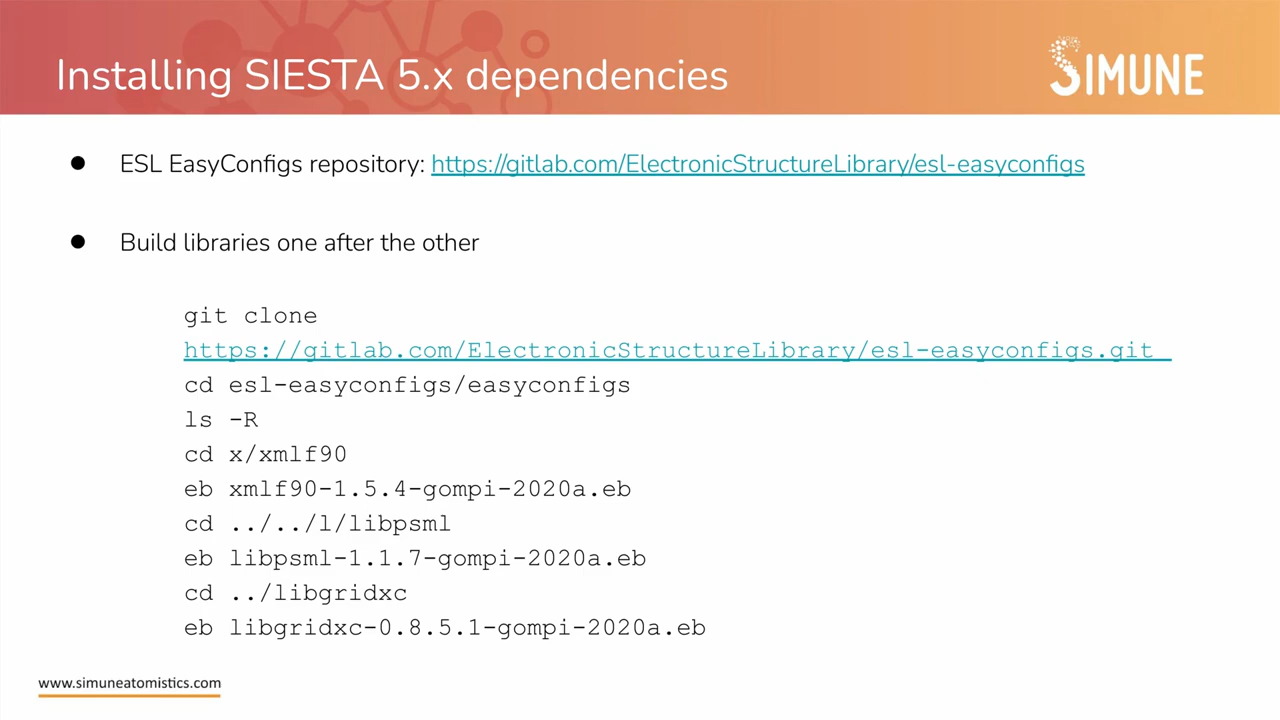 Installing SIESTA 5.x dependencies
SIMUNE
● ESL EasyConfigs repository: https://gitlab.com/ElectronicStructureLibrary/esl-easyconfigs
● Build libraries one after the other
git clone
https://gitlab.com/ElectronicStructureLibrary/esl-easyconfigs.git
cd esl-easyconfigs/easyconfigs
ls -R
cd x/xmlf90
eb xmlf90-1.5.4-gompi-2020a.eb
cd ../../l/libpsml
eb libpsml-1.1.7-gompi-2020a.eb
cd ../libgridxc
eb libgridxc-0.8.5.1-gompi-2020a.eb
www.simuneatomistics.com